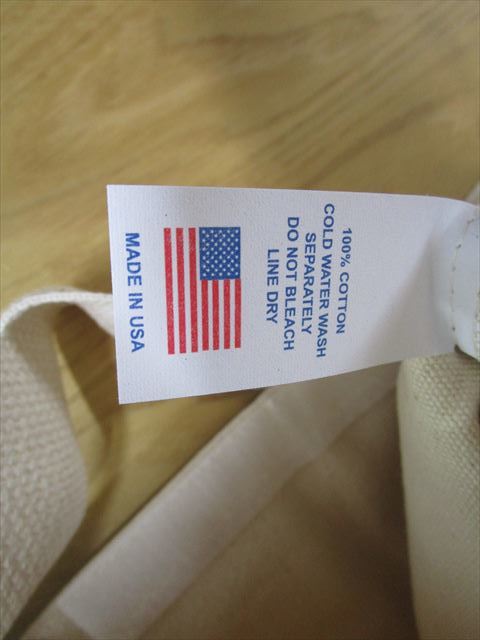 100% COTTON
COLD WATER WASH
SEPARATELY
DO NOT BLEACH
LINE DRY
MADE IN USA